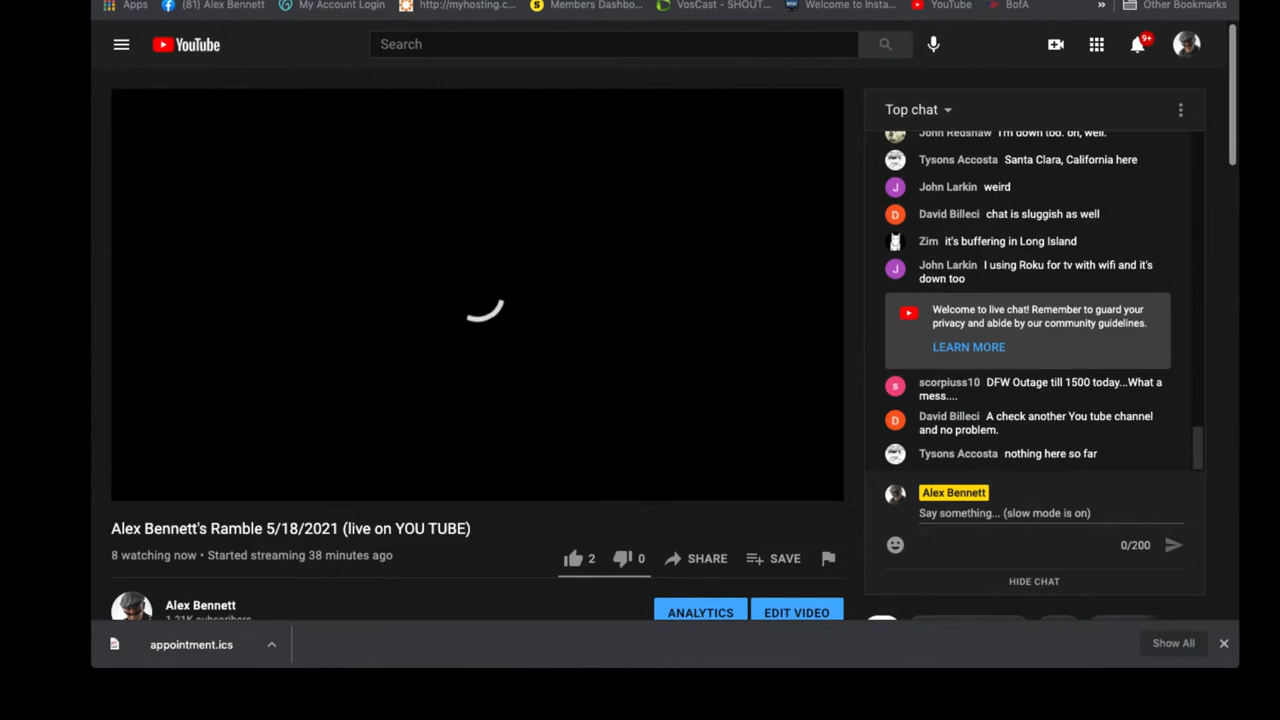 Apps
(81) Alex Bennett
My Account Login
http://myhosting.c...
Members Dashbo...
VosCast - SHOUT...
Welcome to Insta...
YouTube
BofA
»
Other Bookmarks
YouTube
Search
9+
Top chat
John Redshaw I'm down too. oh, well.
Tysons Accosta Santa Clara, California here
John Larkin weird
David Billeci chat is sluggish as well
Zim it's buffering in Long Island
John Larkin I using Roku for tv with wifi and it's
down too
Welcome to live chat! Remember to guard your
privacy and abide by our community guidelines.
LEARN MORE
scorpiuss10 DFW Outage till 1500 today...What a
mess....
David Billeci A check another You tube channel
and no problem.
Tysons Accosta nothing here so far
Alex Bennett
Say something... (slow mode is on)
0/200
HIDE CHAT
Alex Bennett's Ramble 5/18/2021 (live on YOU TUBE)
8 watching now • Started streaming 38 minutes ago
2
0
SHARE
SAVE
Alex Bennett
1.21K subscribers
ANALYTICS
EDIT VIDEO
appointment.ics
Show All